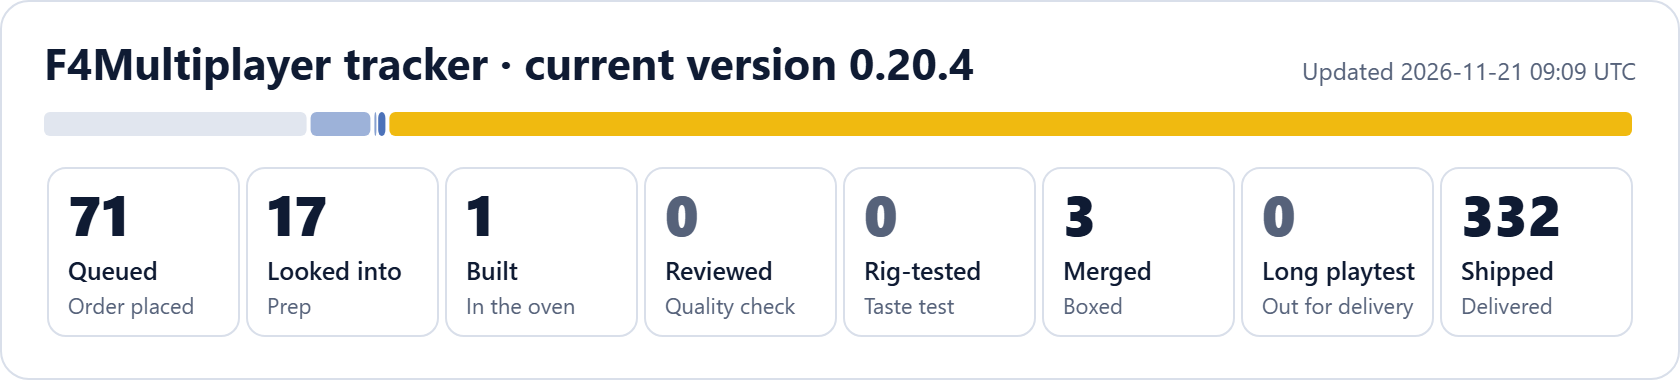 F4Multiplayer tracker · current version 0.20.4
Updated 2026-11-21 09:09 UTC
71
Queued
Order placed
17
Looked into
Prep
1
Built
In the oven
0
Reviewed
Quality check
0
Rig-tested
Taste test
3
Merged
Boxed
0
Long playtest
Out for delivery
332
Shipped
Delivered